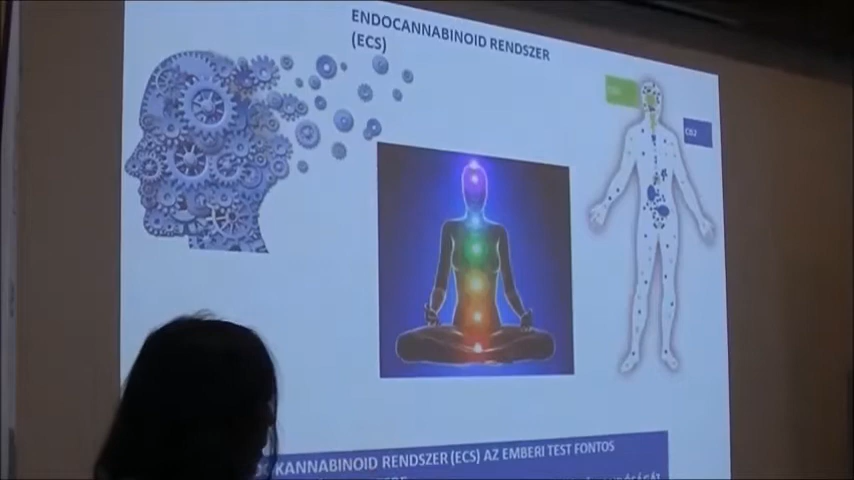 ENDOCANNABINOID RENDSZER
(ECS)
CB2
KANNABINOID RENDSZER (ECS) AZ EMBERI TEST FONTOS